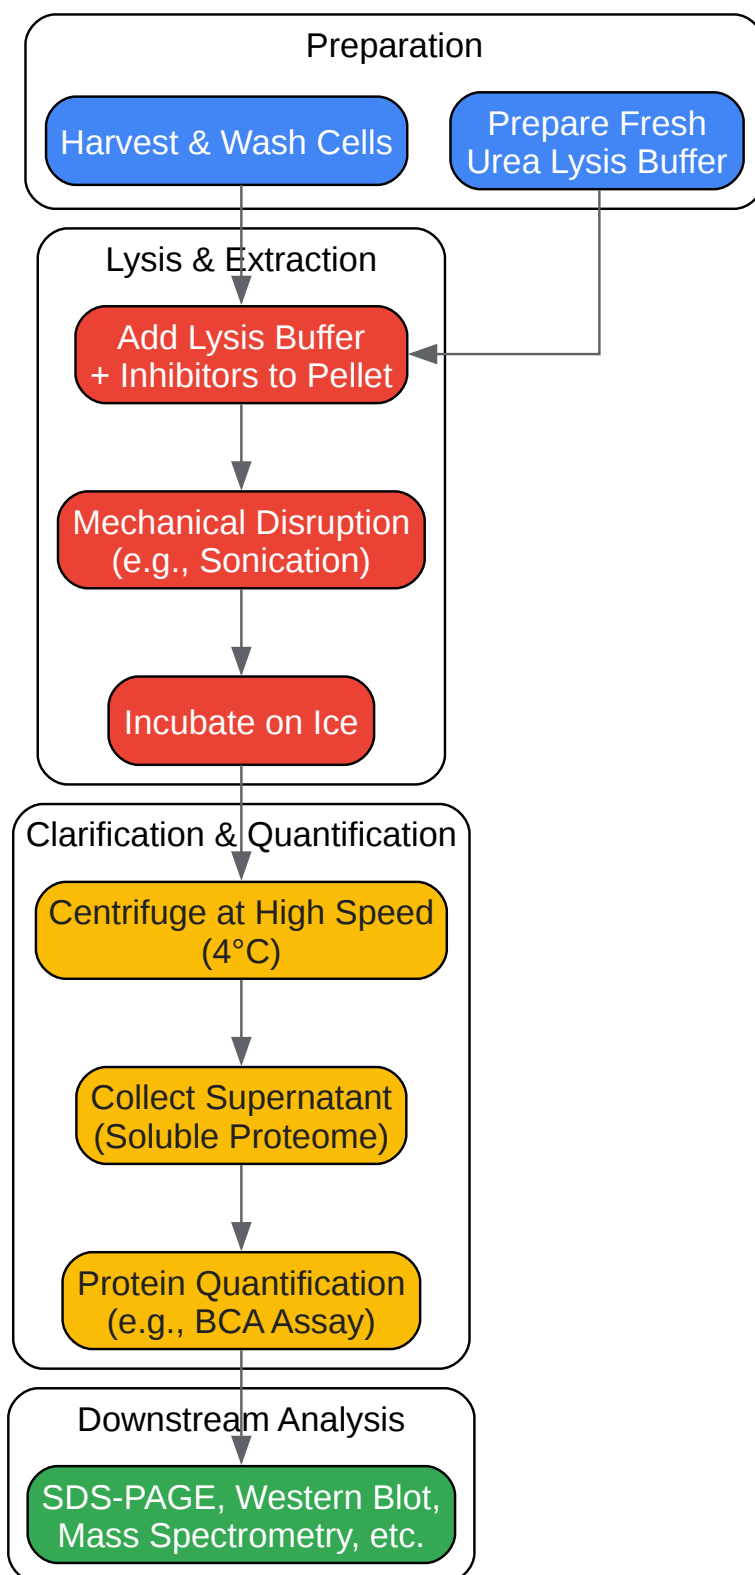 Preparation
Harvest & Wash Cells
Prepare Fresh
Urea Lysis Buffer
Lysis & Extraction
Add Lysis Buffer
+ Inhibitors to Pellet
Mechanical Disruption
(e.g., Sonication)
Incubate on Ice
Clarification & Quantification
Centrifuge at High Speed
(4°C)
Collect Supernatant
(Soluble Proteome)
Protein Quantification
(e.g., BCA Assay)
Downstream Analysis
SDS-PAGE, Western Blot,
Mass Spectrometry, etc.